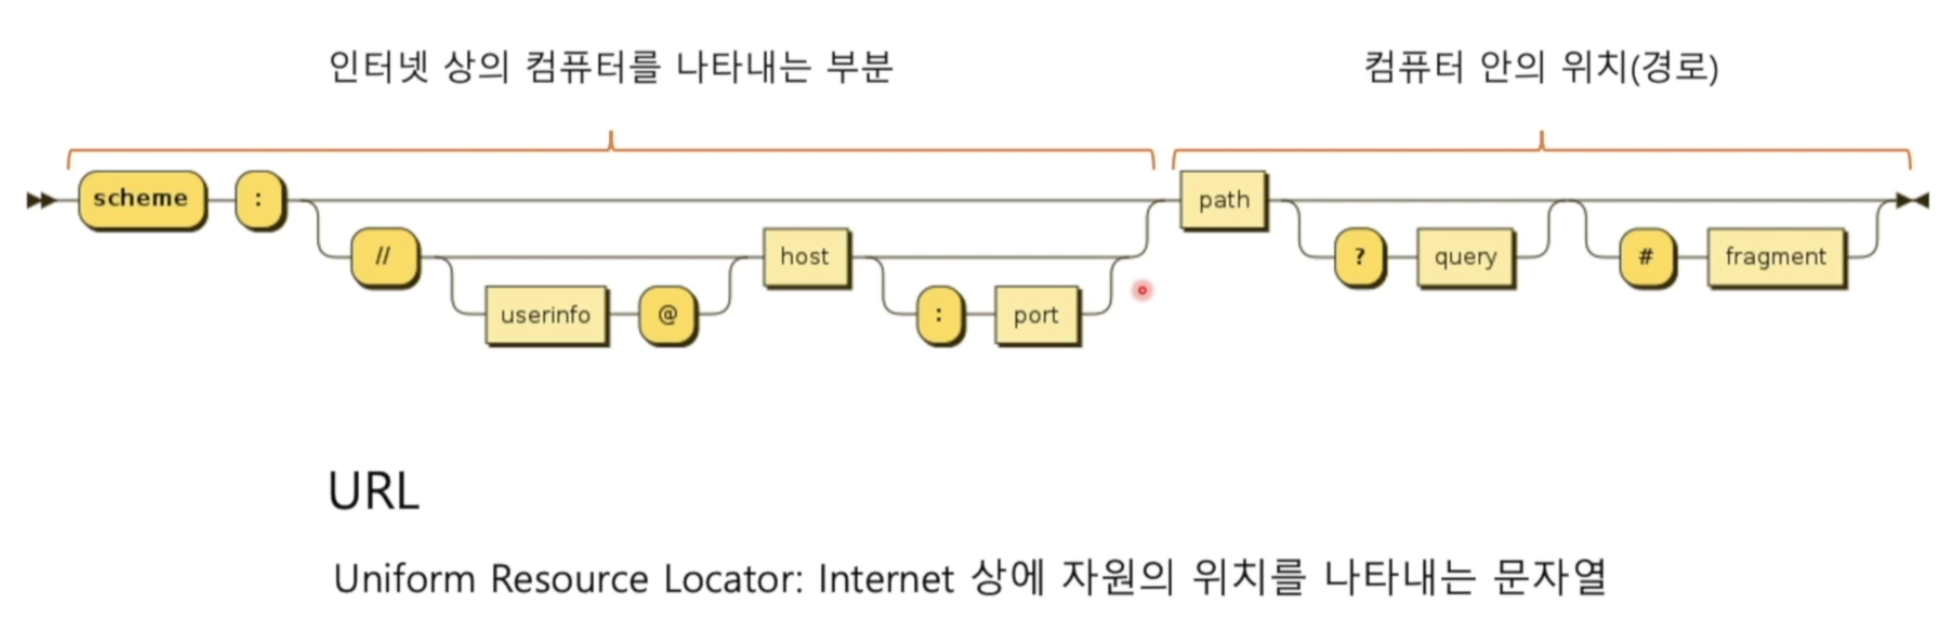 인터넷 상의 컴퓨터를 나타내는 부분
컴퓨터 안의 위치(경로)
scheme : path
// host ? query # fragment
userinfo @ : port
URL
Uniform Resource Locator: Internet 상에 자원의 위치를 나타내는 문자열